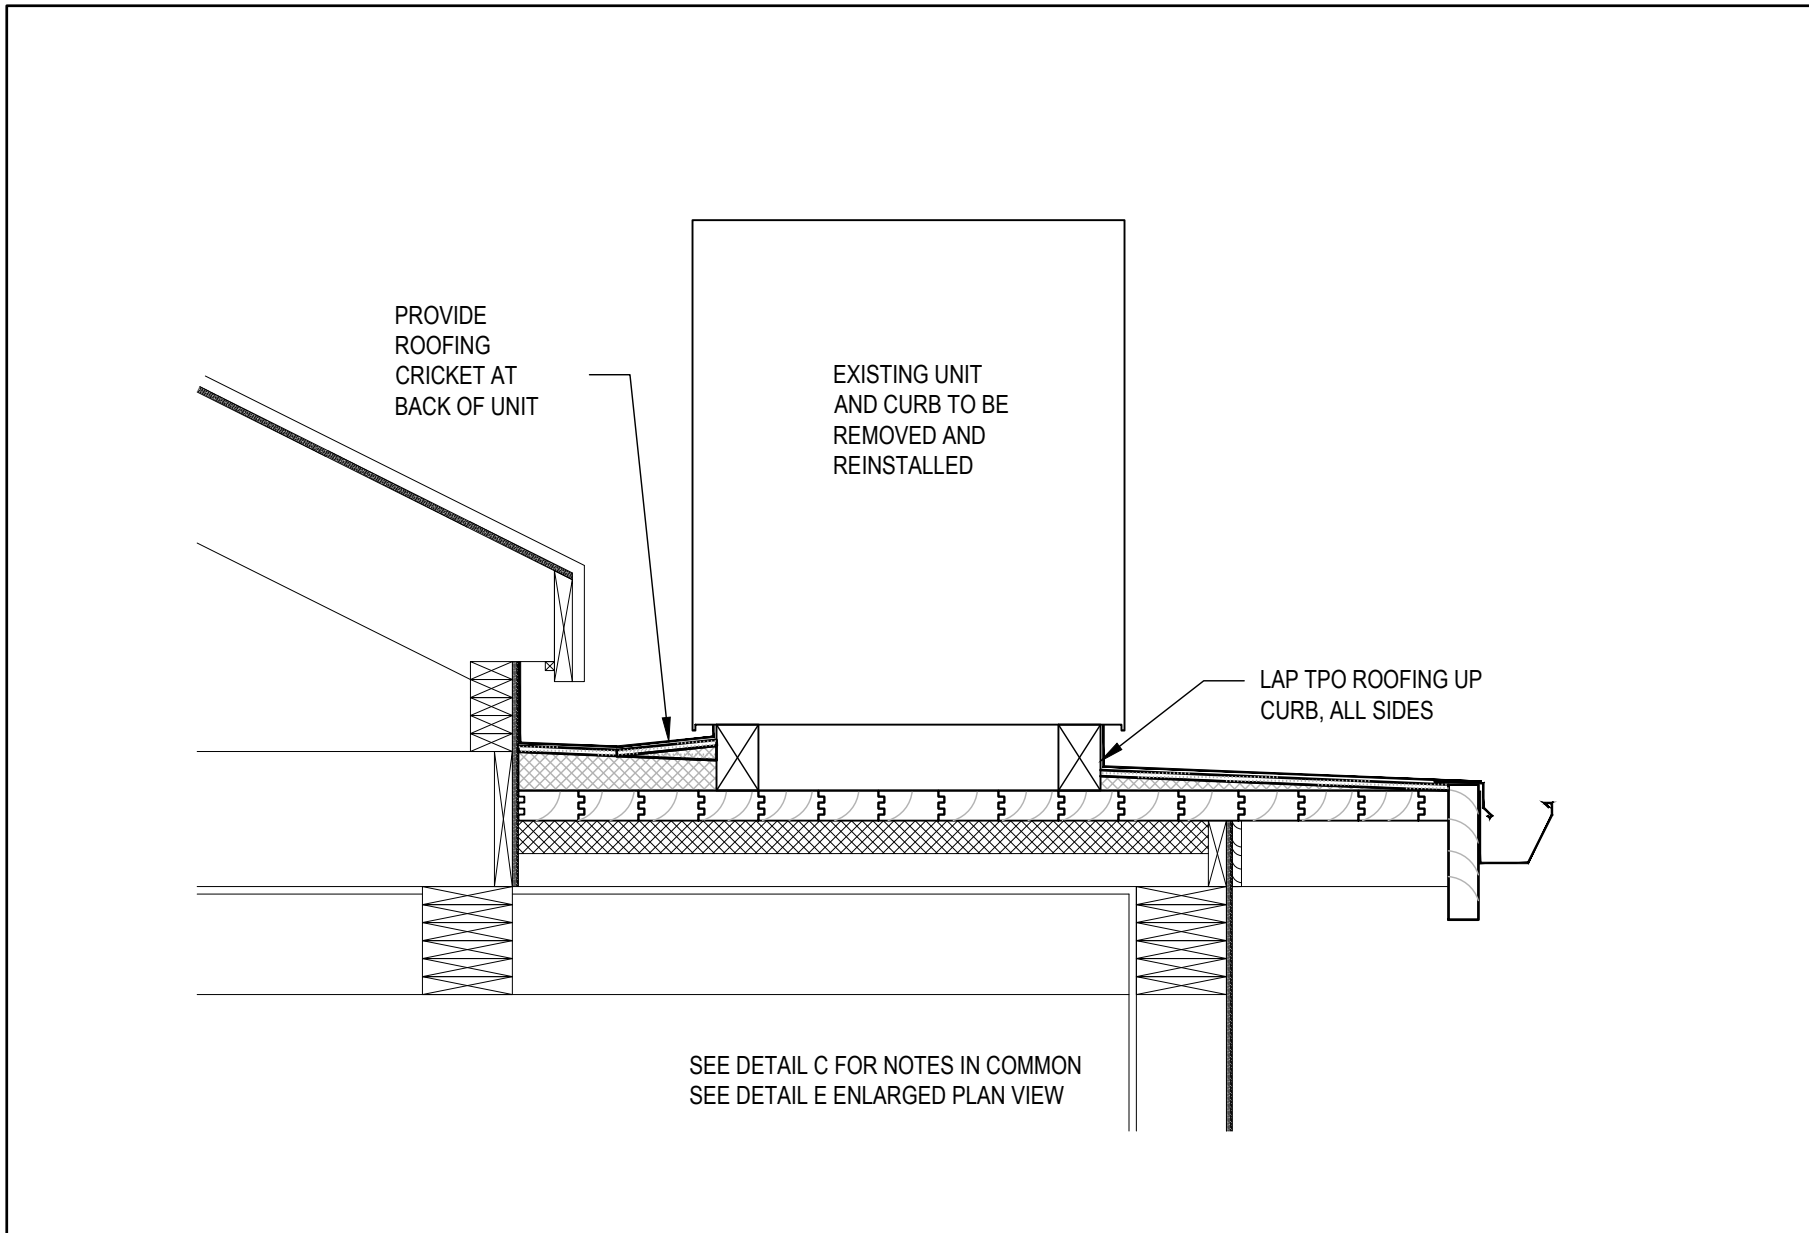 PROVIDE
ROOFING
CRICKET AT
BACK OF UNIT
EXISTING UNIT
AND CURB TO BE
REMOVED AND
REINSTALLED
LAP TPO ROOFING UP
CURB, ALL SIDES
SEE DETAIL C FOR NOTES IN COMMON
SEE DETAIL E ENLARGED PLAN VIEW